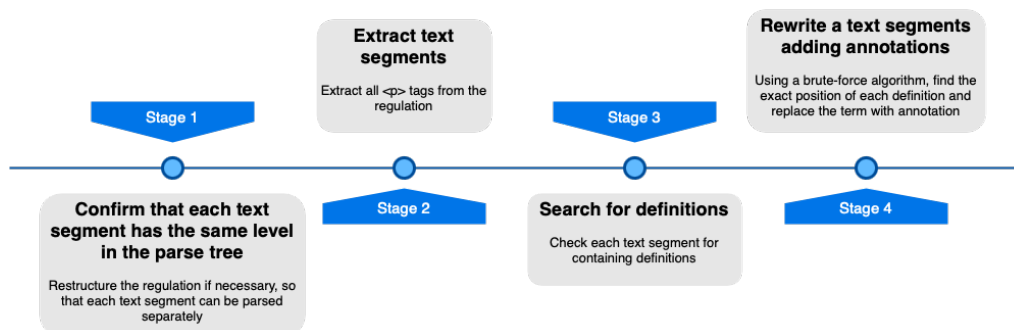 Stage 1
Confirm that each text
segment has the same level
in the parse tree
Restructure the regulation if necessary, so
that each text segment can be parsed
separately
Extract text
segments
Extract all <p> tags from the
regulation
Stage 2
Stage 3
Search for definitions
Check each text segment for
containing definitions
Rewrite a text segments
adding annotations
Using a brute-force algorithm, find the
exact position of each definition and
replace the term with annotation
Stage 4